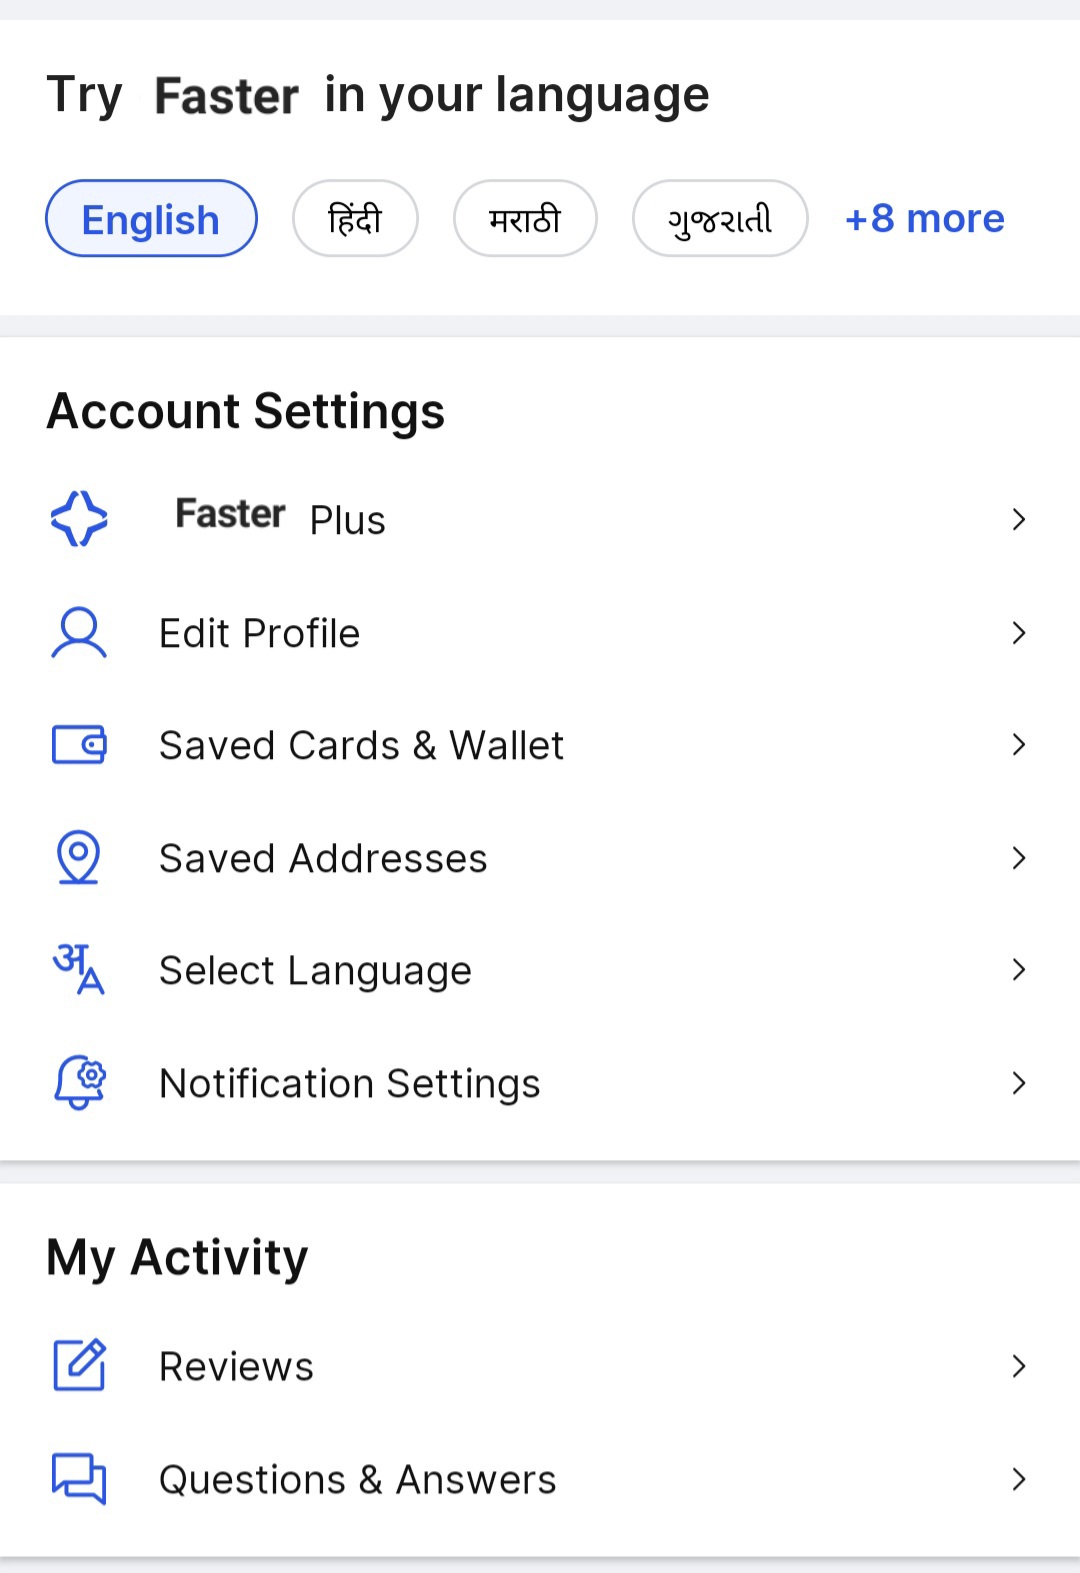 Try Faster in your language
English हिंदी मराठी ગુજરાતી +8 more
Account Settings
Faster Plus
Edit Profile
Saved Cards & Wallet
Saved Addresses
अ A Select Language
Notification Settings
My Activity
Reviews
Questions & Answers